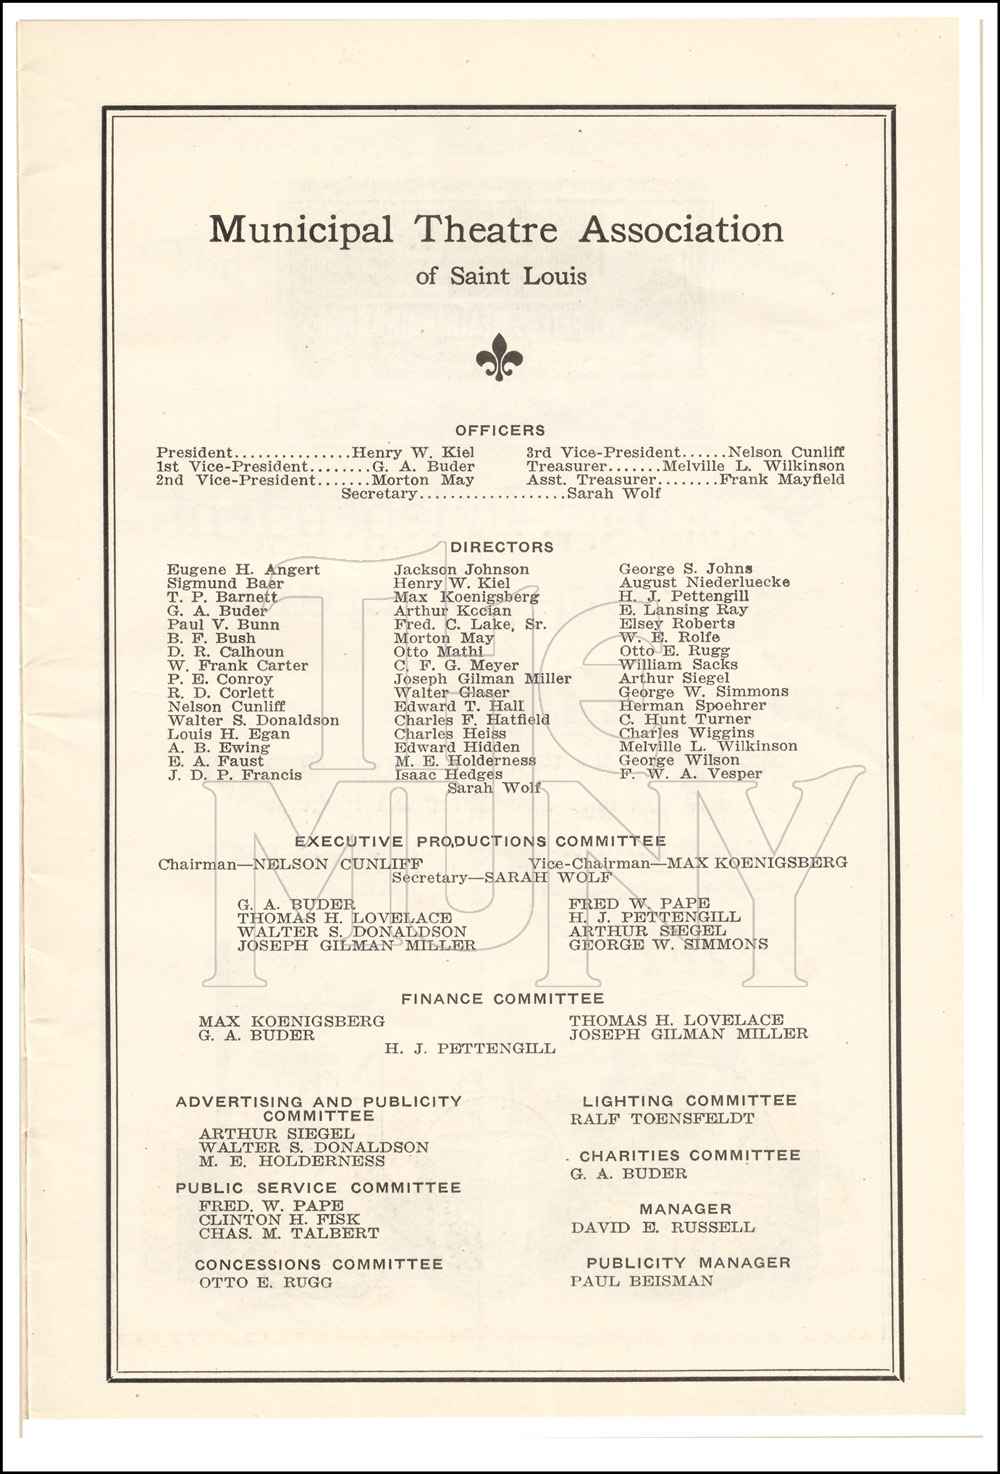 Municipal Theatre Association
of Saint Louis
OFFICERS
President...............Henry W. Kiel
1st Vice-President........G. A. Buder
2nd Vice-President.......Morton May
3rd Vice-President......Nelson Cunliff
Treasurer.......Melville L. Wilkinson
Asst. Treasurer........Frank Mayfield
Secretary...................Sarah Wolf
DIRECTORS
Eugene H. Angert
Sigmund Baer
T. P. Barnett
G. A. Buder
Paul V. Bunn
B. F. Bush
D. R. Calhoun
W. Frank Carter
P. E. Conroy
R. D. Corlett
Nelson Cunliff
Walter S. Donaldson
Louis H. Egan
A. B. Ewing
E. A. Faust
J. D. P. Francis
Jackson Johnson
Henry W. Kiel
Max Koenigsberg
Arthur Kocian
Fred. C. Lake, Sr.
Morton May
Otto Mathi
C. F. G. Meyer
Joseph Gilman Miller
Walter Glaser
Edward T. Hall
Charles F. Hatfield
Charles Heiss
Edward Hidden
M. E. Holderness
Isaac Hedges
George S. Johns
August Niederluecke
H. J. Pettengill
E. Lansing Ray
Elsey Roberts
W. E. Rolfe
Otto E. Rugg
William Sacks
Arthur Siegel
George W. Simmons
Herman Spoehrer
C. Hunt Turner
Charles Wiggins
Melville L. Wilkinson
George Wilson
F. W. A. Vesper
Sarah Wolf
The
MUNY
EXECUTIVE PRODUCTIONS COMMITTEE
Chairman—NELSON CUNLIFF
Vice-Chairman—MAX KOENIGSBERG
Secretary—SARAH WOLF
G. A. BUDER
THOMAS H. LOVELACE
WALTER S. DONALDSON
JOSEPH GILMAN MILLER
FRED W. PAPE
H. J. PETTENGILL
ARTHUR SIEGEL
GEORGE W. SIMMONS
FINANCE COMMITTEE
MAX KOENIGSBERG
G. A. BUDER
THOMAS H. LOVELACE
JOSEPH GILMAN MILLER
H. J. PETTENGILL
ADVERTISING AND PUBLICITY
COMMITTEE
ARTHUR SIEGEL
WALTER S. DONALDSON
M. E. HOLDERNESS
PUBLIC SERVICE COMMITTEE
FRED. W. PAPE
CLINTON H. FISK
CHAS. M. TALBERT
CONCESSIONS COMMITTEE
OTTO E. RUGG
LIGHTING COMMITTEE
RALF TOENSFELDT
CHARITIES COMMITTEE
G. A. BUDER
MANAGER
DAVID E. RUSSELL
PUBLICITY MANAGER
PAUL BEISMAN